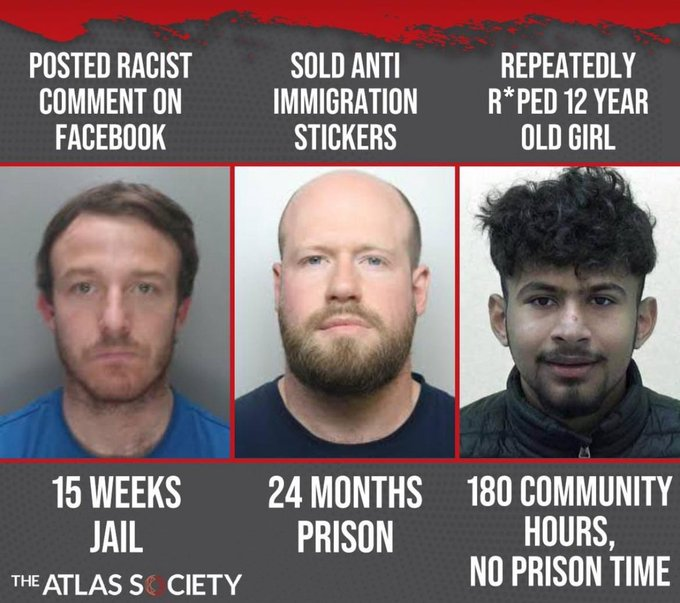 POSTED RACIST
COMMENT ON
FACEBOOK
SOLD ANTI
IMMIGRATION
STICKERS
REPEATEDLY
R*PED 12 YEAR
OLD GIRL
15 WEEKS
JAIL
24 MONTHS
PRISON
180 COMMUNITY
HOURS,
NO PRISON TIME
THE ATLAS SOCIETY